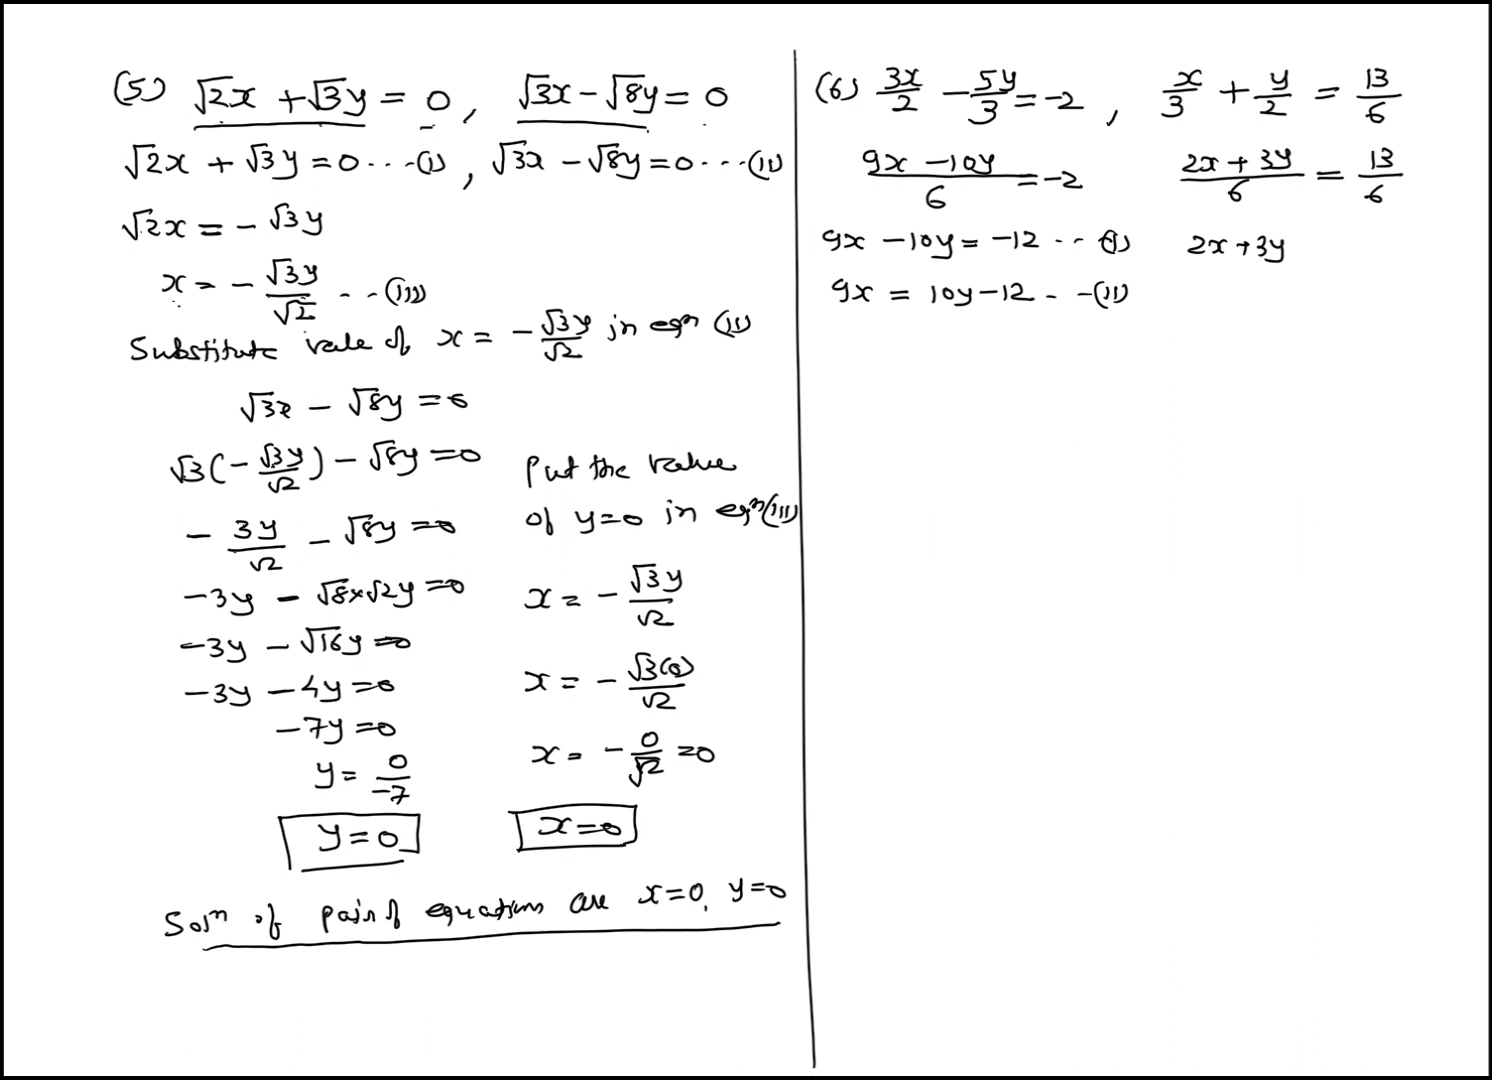 (5) √2x + √3y = 0, √3x - √8y = 0
√2x + √3y = 0 ... (i), √3x - √8y = 0 ... (ii)
√2x = - √3y
x = - √3y/√2 ... (iii)
Substitute vale of x = - √3y/√2 in eqn (ii)
√3x - √8y = 0
√3(- √3y/√2) - √8y = 0
- 3y/√2 - √8y = 0
-3y - √8×√2y = 0
-3y - √16y = 0
-3y - 4y = 0
-7y = 0
y = 0/-7
y = 0
Put the value
of y=0 in eqn (iii)
x = - √3y/√2
x = - √3(0)/√2
x = - 0/√2 = 0
x = 0
Soln of pair of equations are x=0, y=0
(6) 3x/2 - 5y/3 = -2, x/3 + y/2 = 13/6
9x - 10y/6 = -2 2x + 3y/6 = 13/6
9x - 10y = -12 ... (i) 2x + 3y
9x = 10y - 12 ... (ii)